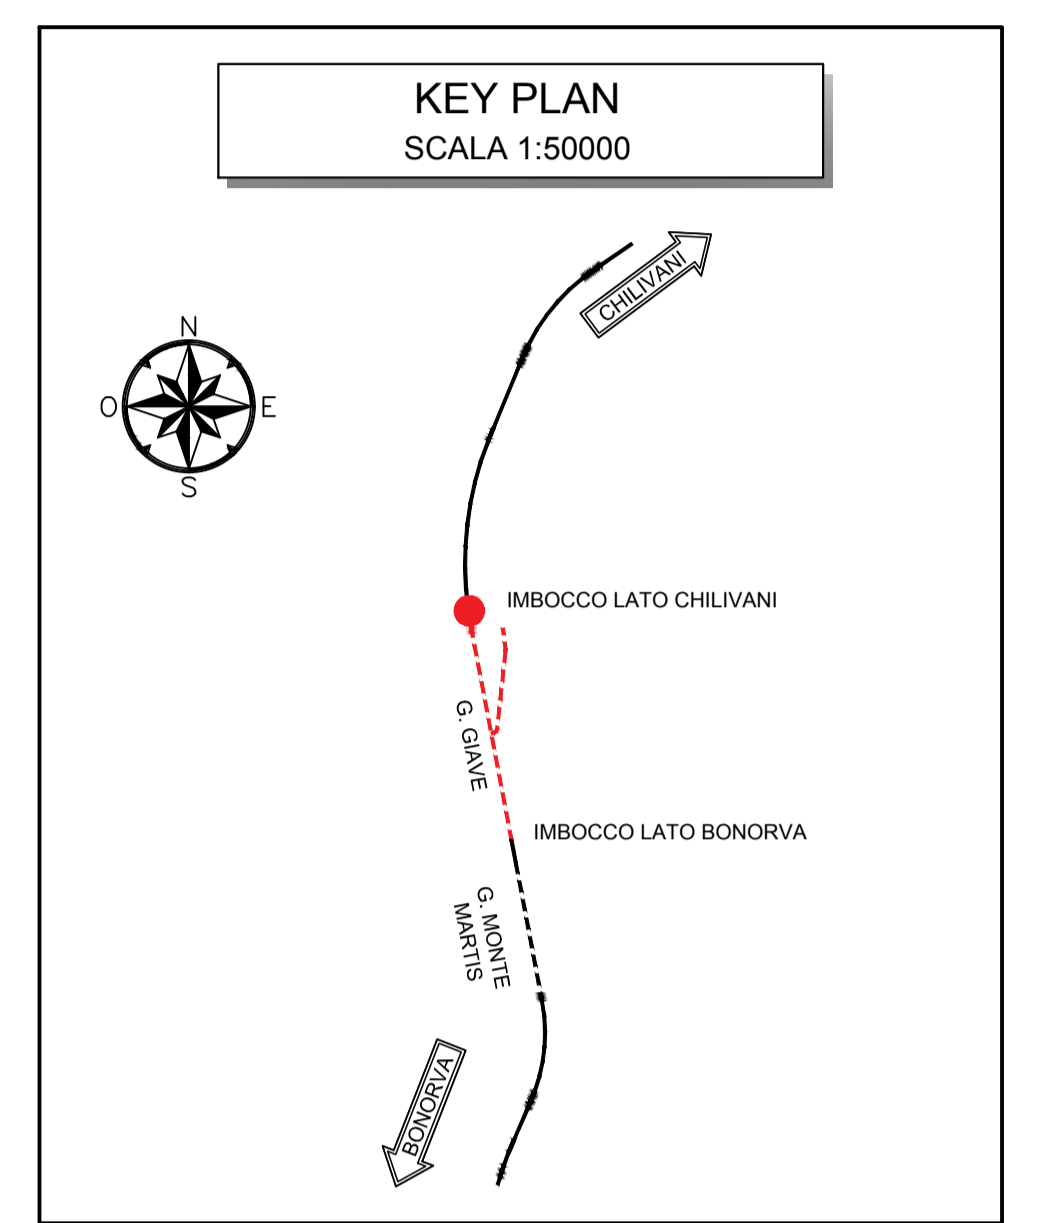 KEY PLAN
SCALA 1:50000
CHILIVANI
N
O
E
S
IMBOCCO LATO CHILIVANI
G. GIAVE
IMBOCCO LATO BONORVA
G. MONTE
MARTIS
BONORVA